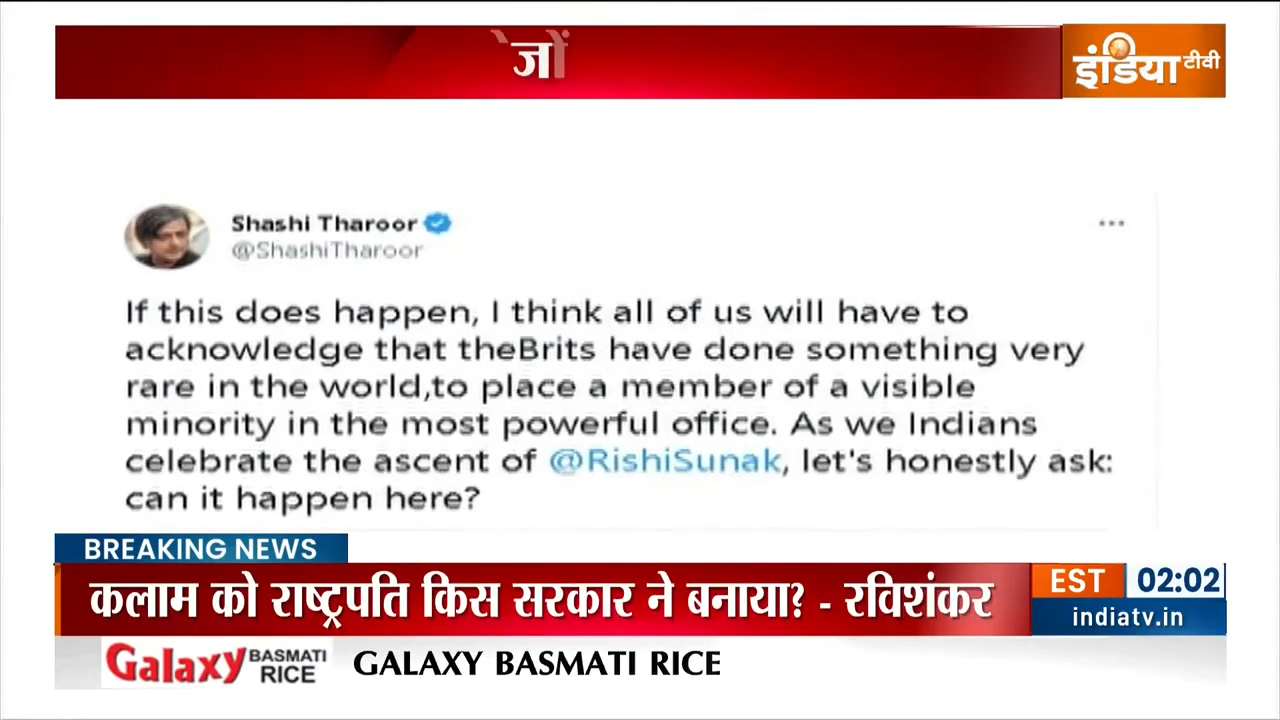 इंडिया टीवी
Shashi Tharoor
@ShashiTharoor
If this does happen, I think all of us will have to
acknowledge that theBrits have done something very
rare in the world,to place a member of a visible
minority in the most powerful office. As we Indians
celebrate the ascent of @RishiSunak, let's honestly ask:
can it happen here?
BREAKING NEWS
कलाम को राष्ट्रपति किस सरकार ने बनाया? - रविशंकर
EST 02:02
indiatv.in
Galaxy BASMATI RICE
GALAXY BASMATI RICE